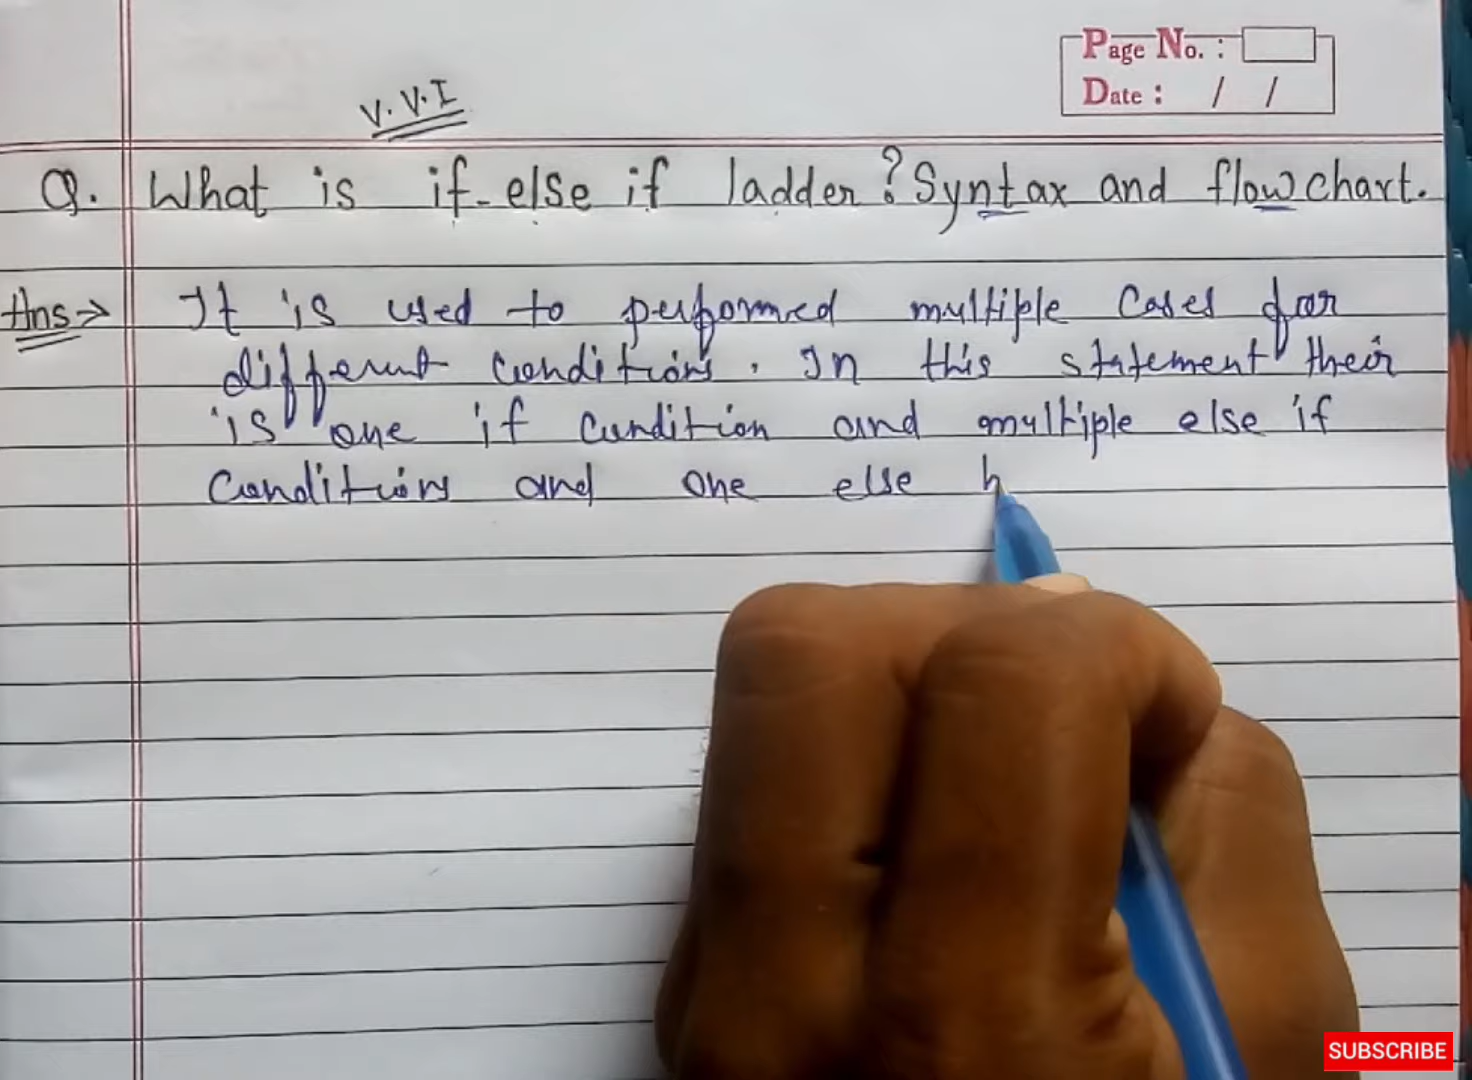 Page No. :
Date : / /
V.V.I
Q. What is if-else if ladder? Syntax and flowchart.
Ans → It is used to performed multiple cases for
different conditions. In this statement their
is one if condition and multiple else if
conditions and one else
SUBSCRIBE